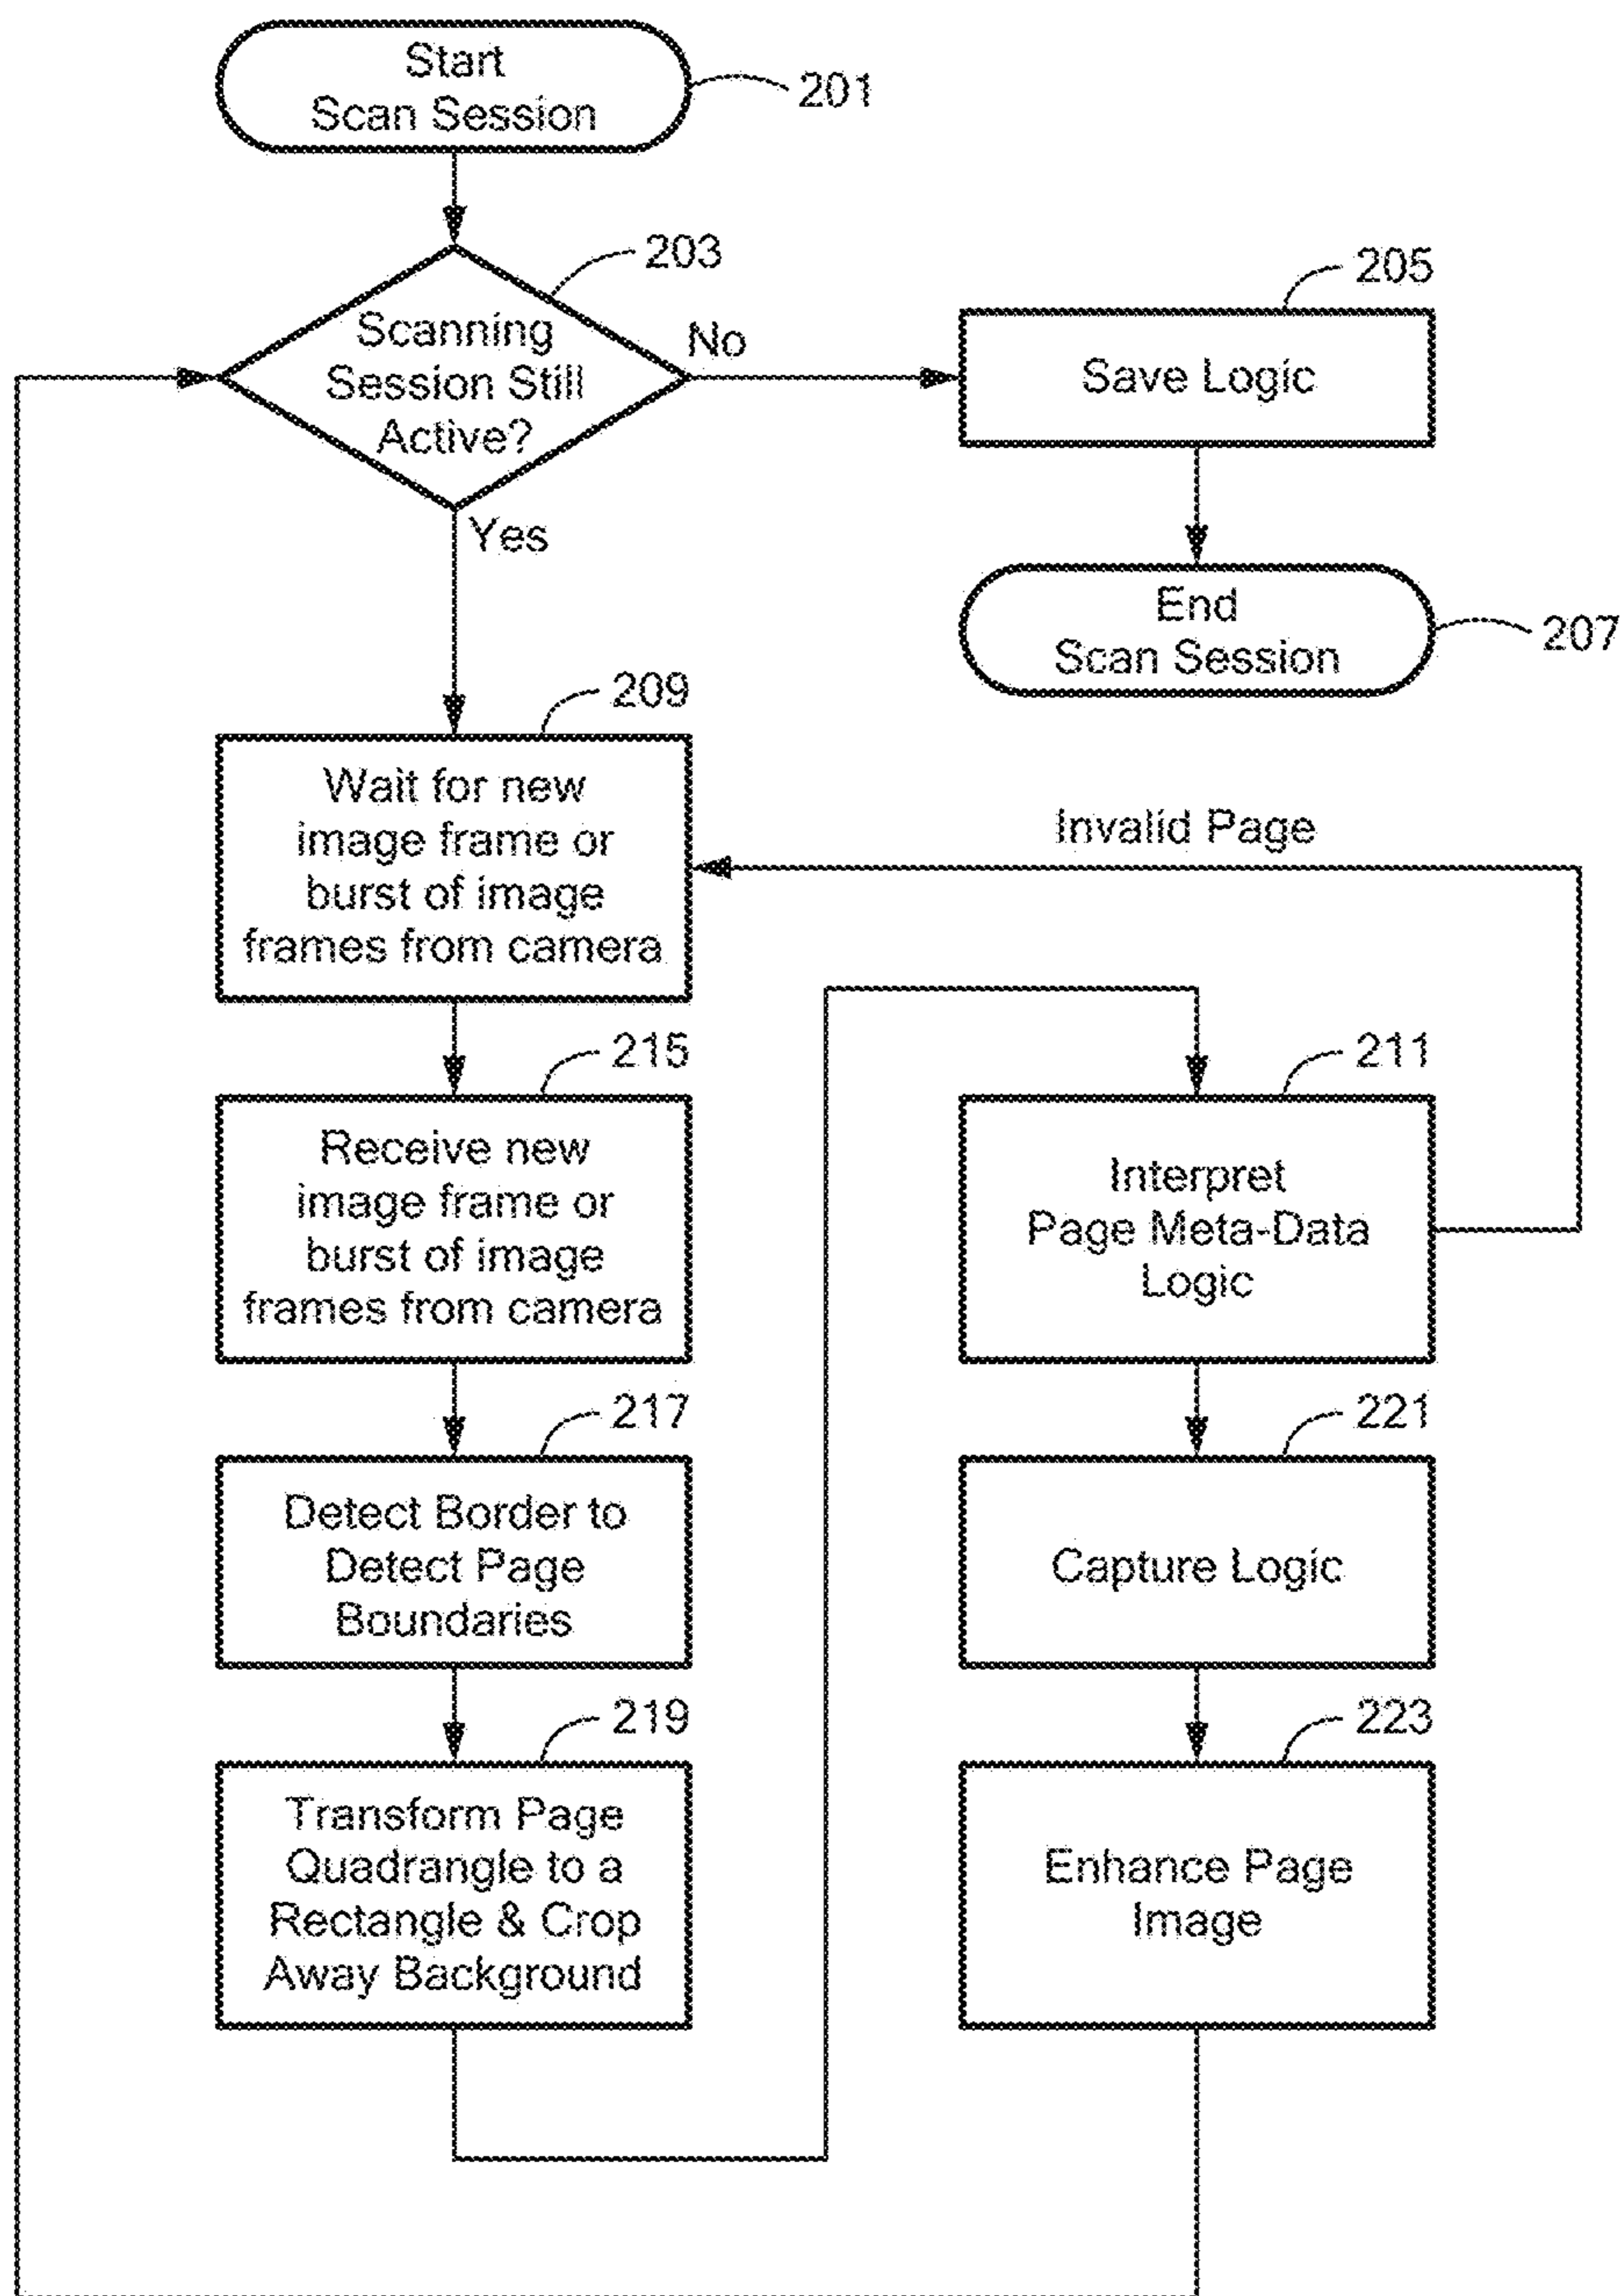 Start
Scan Session
201
203
Scanning
Session Still
Active?
No
Yes
205
Save Logic
End
Scan Session
207
209
Wait for new
image frame or
burst of image
frames from camera
Invalid Page
215
Receive new
image frame or
burst of image
frames from camera
211
Interpret
Page Meta-Data
Logic
217
Detect Border to
Detect Page
Boundaries
221
Capture Logic
219
Transform Page
Quadrangle to a
Rectangle & Crop
Away Background
223
Enhance Page
Image